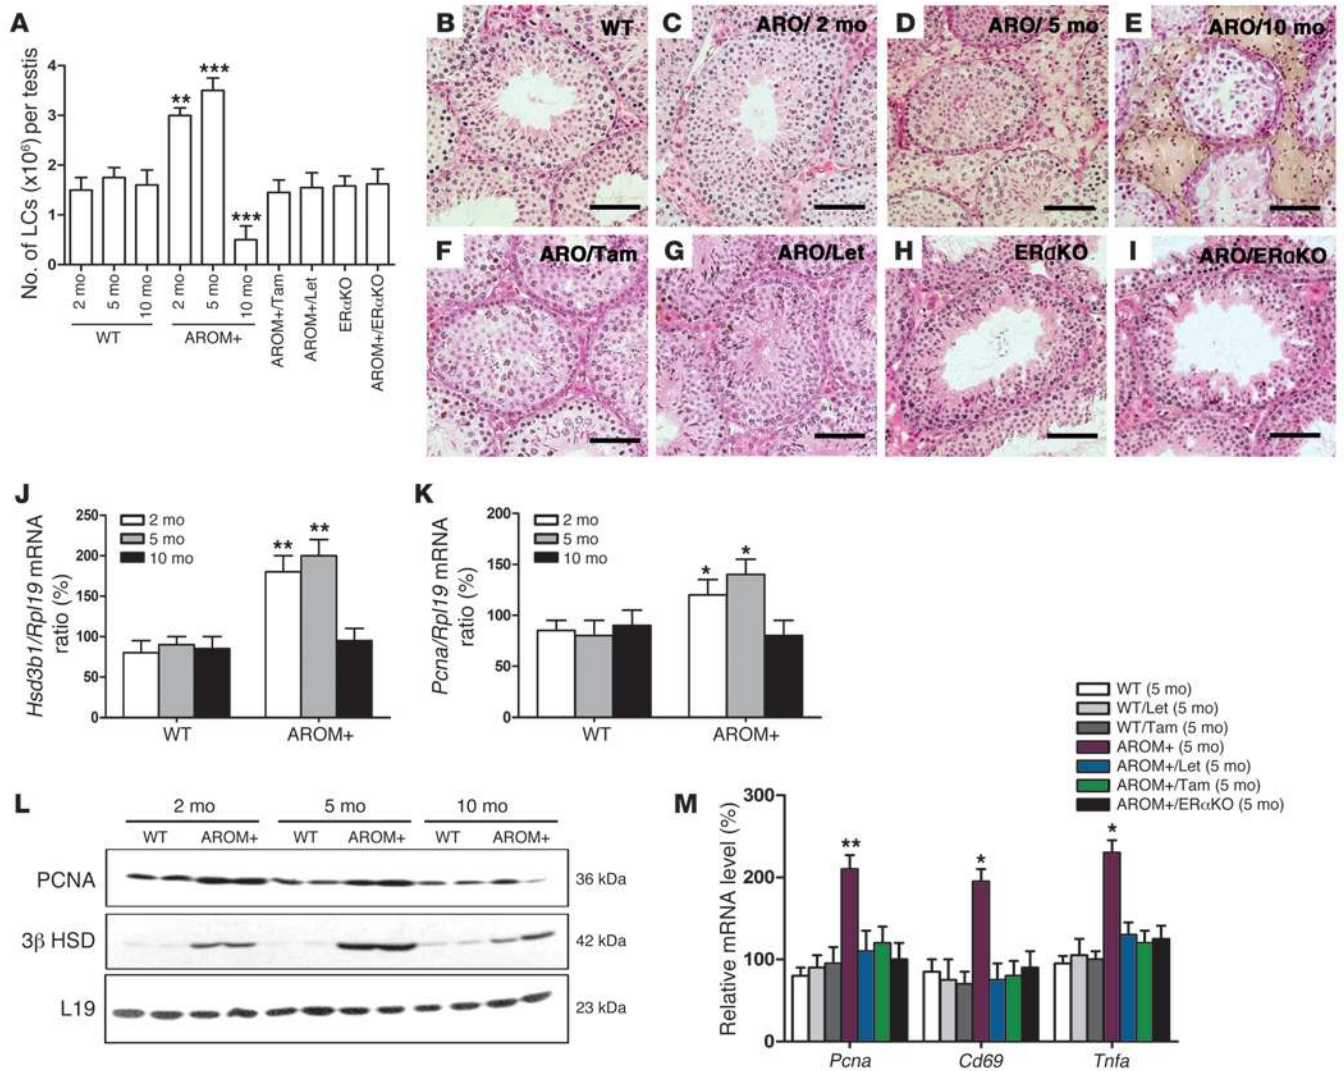 A
No. of LCs (x10⁶) per testis
4
3
2
1
0
**
***
***
2 mo
5 mo
10 mo
2 mo
5 mo
10 mo
AROM+/Tam
AROM+/Let
ERαKO
AROM+/ERαKO
WT
AROM+
B
WT
C
ARO/ 2 mo
D
ARO/ 5 mo
E
ARO/10 mo
F
ARO/Tam
G
ARO/Let
H
ERαKO
I
ARO/ERαKO
J
Hsd3b1/Rpl19 mRNA
ratio (%)
250
200
150
100
50
0
2 mo
5 mo
10 mo
**
**
WT
AROM+
K
Pcna/Rpl19 mRNA
ratio (%)
200
150
100
50
0
2 mo
5 mo
10 mo
*
*
WT
AROM+
L
2 mo
5 mo
10 mo
WT
AROM+
WT
AROM+
WT
AROM+
PCNA
36 kDa
3β HSD
42 kDa
L19
23 kDa
M
WT (5 mo)
WT/Let (5 mo)
WT/Tam (5 mo)
AROM+ (5 mo)
AROM+/Let (5 mo)
AROM+/Tam (5 mo)
AROM+/ERαKO (5 mo)
Relative mRNA level (%)
300
200
100
0
**
*
*
Pcna
Cd69
Tnfa